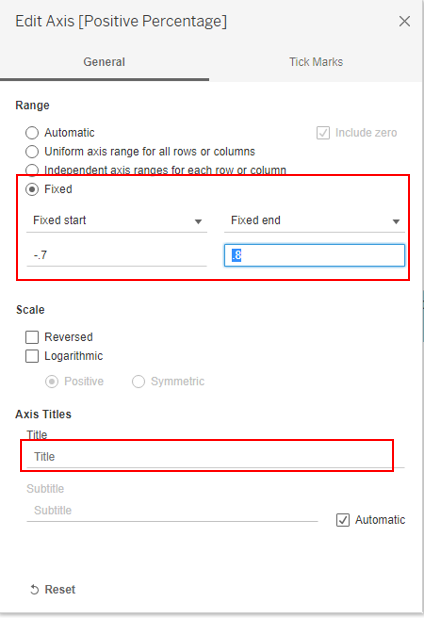 Edit Axis [Positive Percentage]
General Tick Marks
Range
Automatic Include zero
Uniform axis range for all rows or columns
Independent axis ranges for each row or column
Fixed
Fixed start Fixed end
-.7 .8
Scale
Reversed
Logarithmic
Positive Symmetric
Axis Titles
Title
Title
Subtitle
Subtitle Automatic
Reset